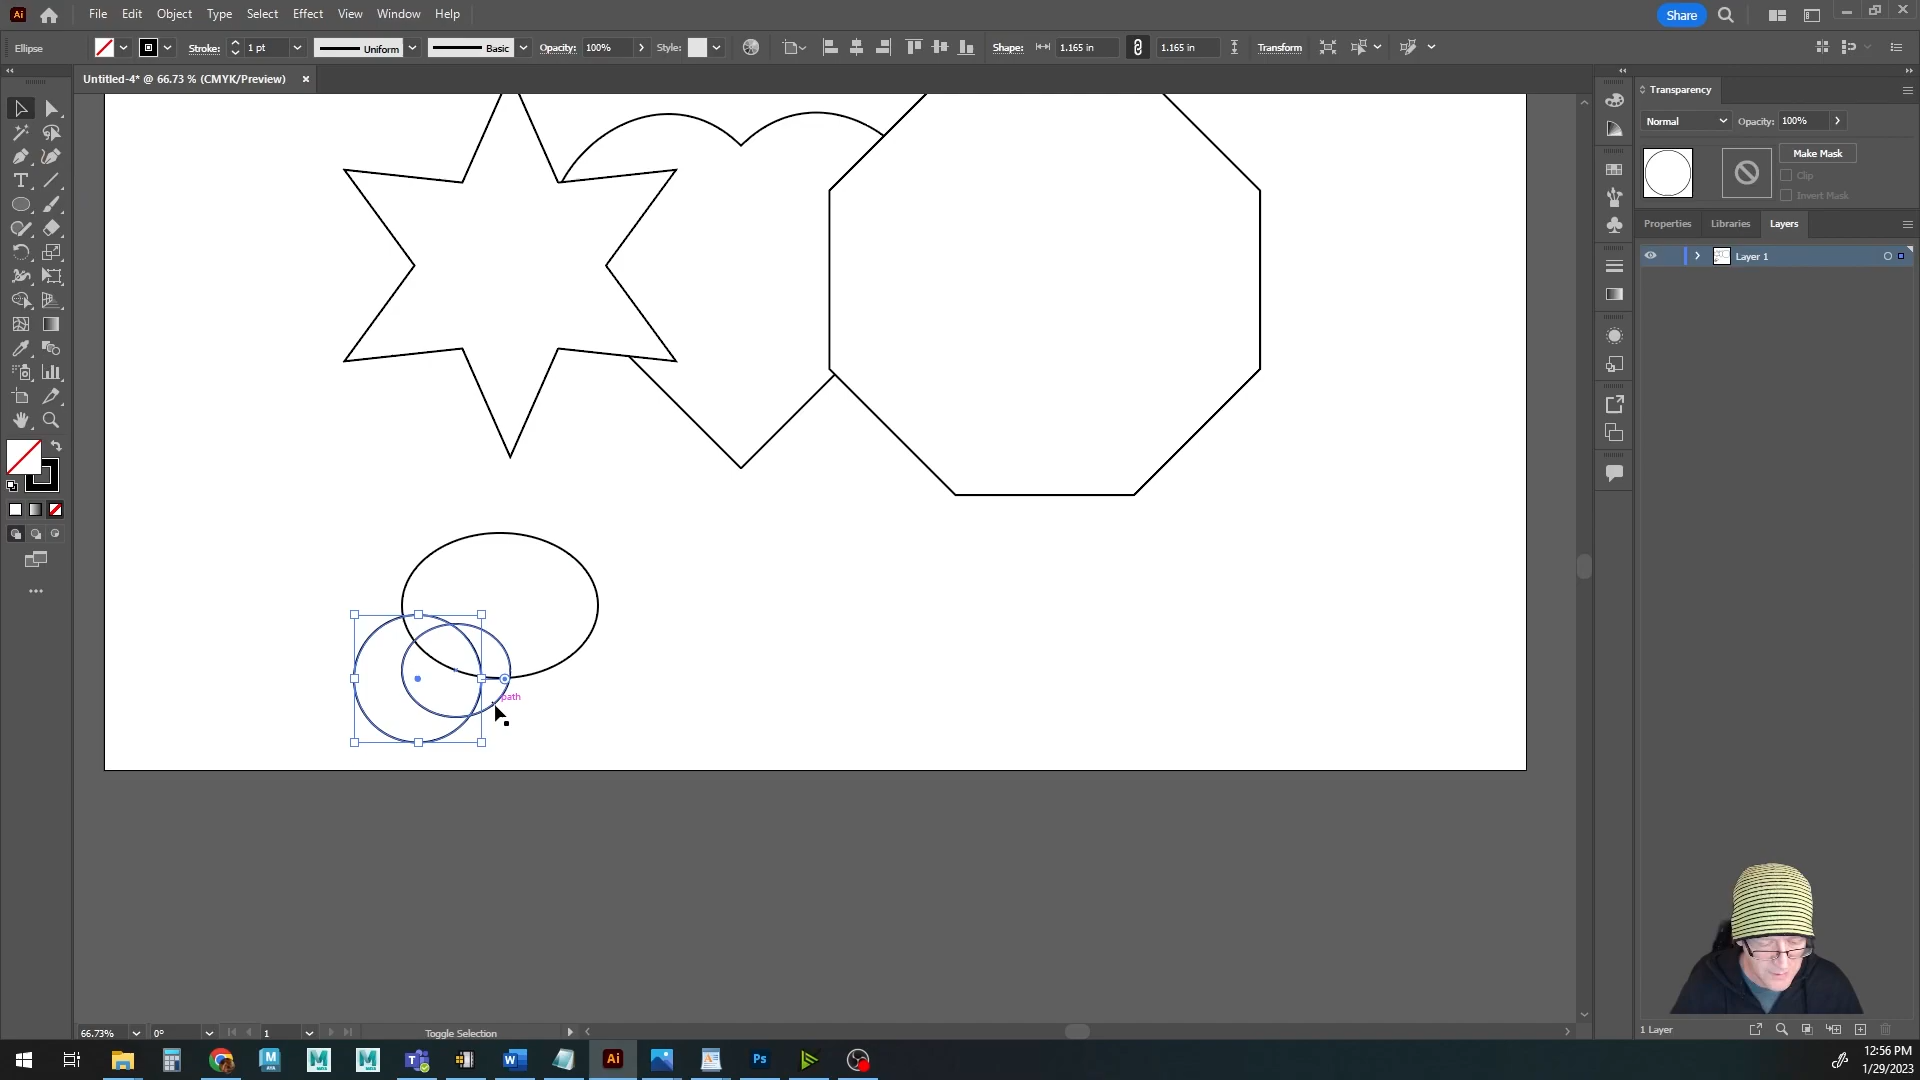 Ai File Edit Object Type Select Effect View Window Help Share
Ellipse Stroke: 1 pt Uniform Basic Opacity: 100% Style: Shape: 1.165 in 1.165 in Transform
Untitled-4* @ 66.73 % (CMYK/Preview) ×
Transparency
Normal Opacity: 100%
Make Mask
Clip
Invert Mask
Properties Libraries Layers
Layer 1
path
1 Layer
66.73% 0° 1 Toggle Selection
Ai Ps
12:56 PM
1/29/2023